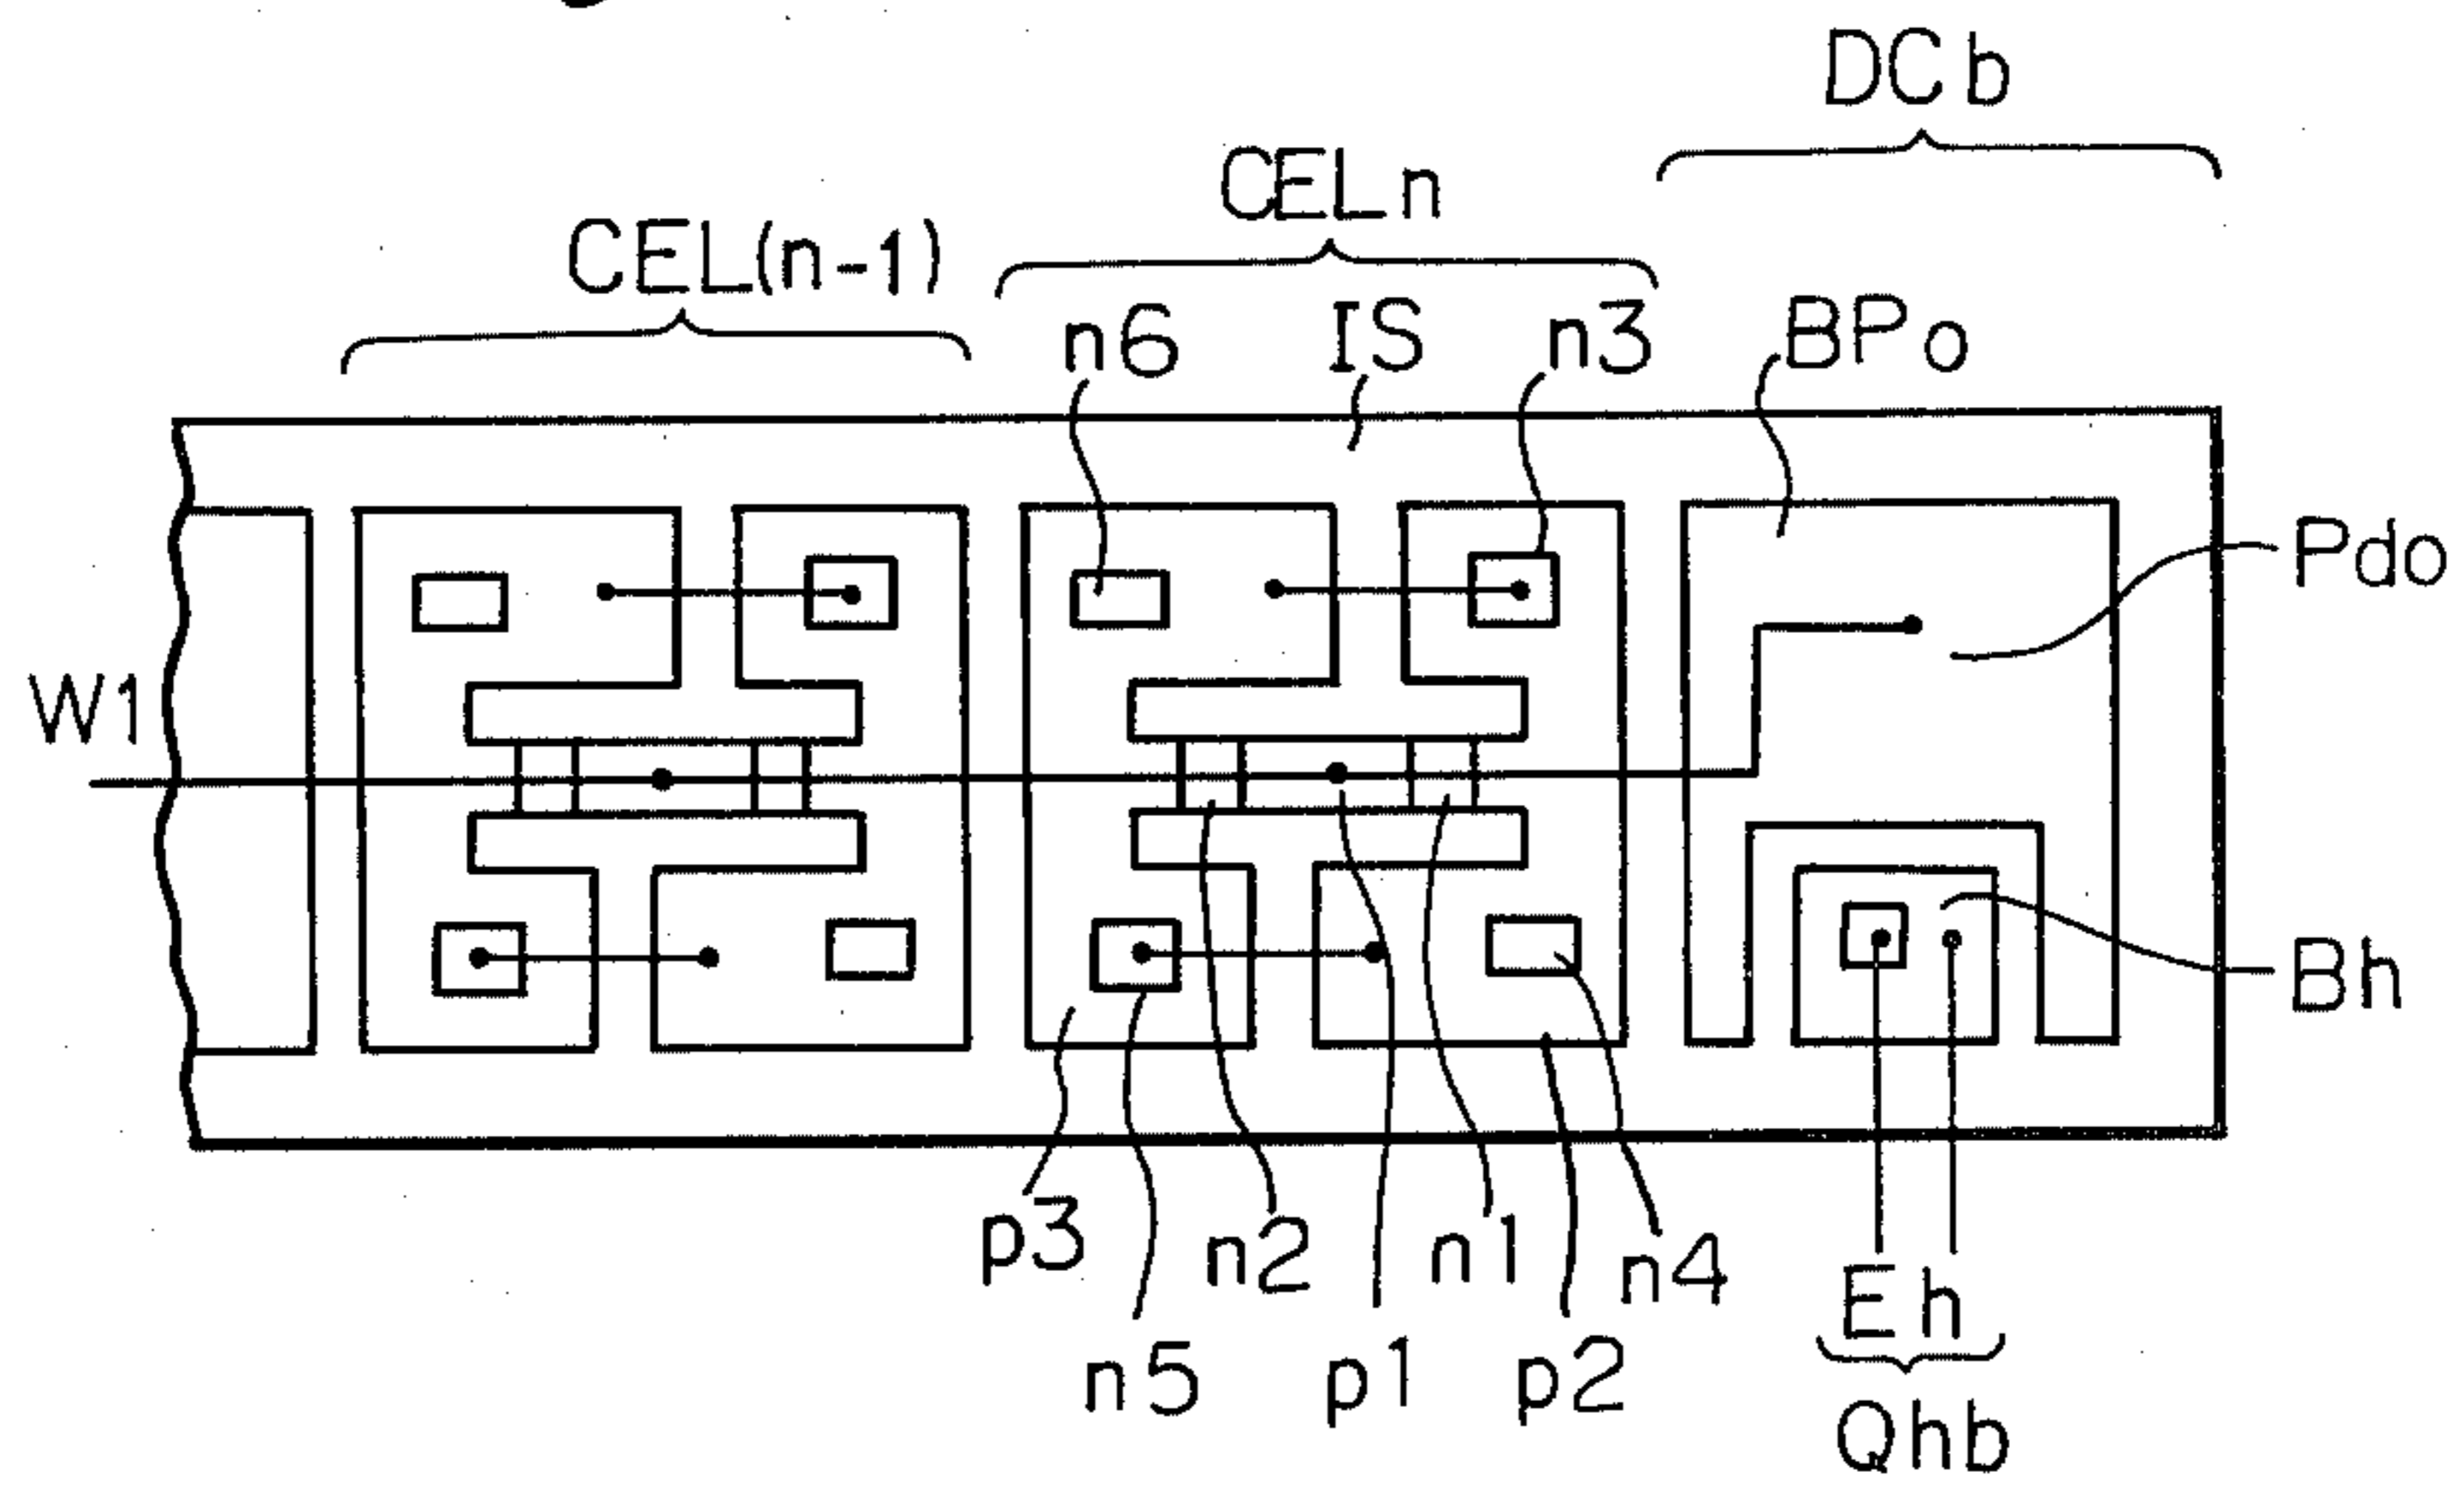 DCb
CELn
CEL(n-1)
n6
IS
n3
BPo
Pdo
W1
Bh
p3
n2
n1
n4
Eh
n5
p1
p2
Qhb